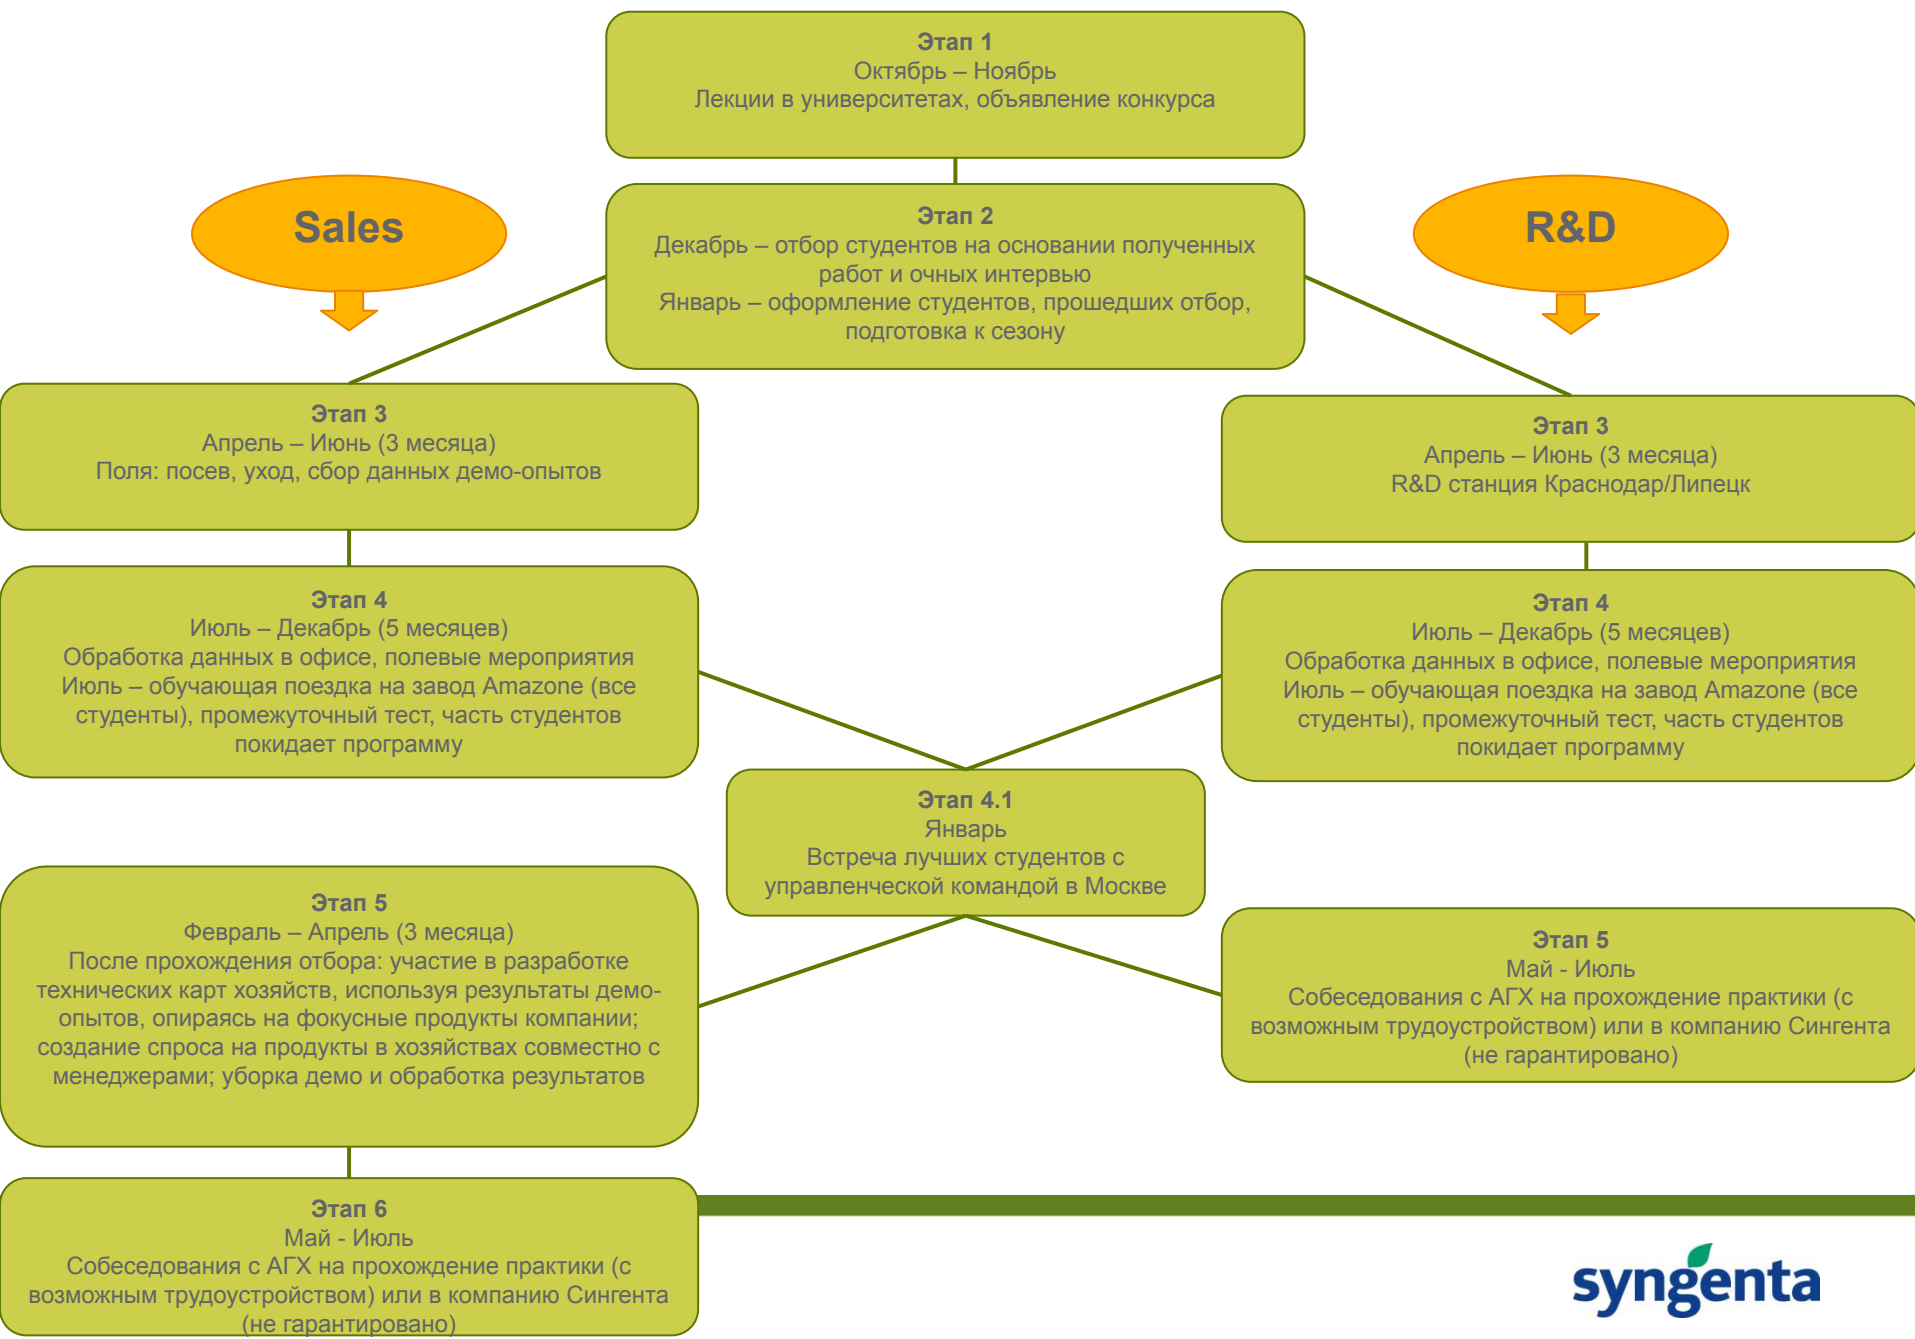 Этап 1
Октябрь – Ноябрь
Лекции в университетах, объявление конкурса
Sales
R&D
Этап 2
Декабрь – отбор студентов на основании полученных
работ и очных интервью
Январь – оформление студентов, прошедших отбор,
подготовка к сезону
Этап 3
Апрель – Июнь (3 месяца)
Поля: посев, уход, сбор данных демо-опытов
Этап 3
Апрель – Июнь (3 месяца)
R&D станция Краснодар/Липецк
Этап 4
Июль – Декабрь (5 месяцев)
Обработка данных в офисе, полевые мероприятия
Июль – обучающая поездка на завод Amazone (все
студенты), промежуточный тест, часть студентов
покидает программу
Этап 4
Июль – Декабрь (5 месяцев)
Обработка данных в офисе, полевые мероприятия
Июль – обучающая поездка на завод Amazone (все
студенты), промежуточный тест, часть студентов
покидает программу
Этап 4.1
Январь
Встреча лучших студентов с
управленческой командой в Москве
Этап 5
Февраль – Апрель (3 месяца)
После прохождения отбора: участие в разработке
технических карт хозяйств, используя результаты демо-
опытов, опираясь на фокусные продукты компании;
создание спроса на продукты в хозяйствах совместно с
менеджерами; уборка демо и обработка результатов
Этап 5
Май - Июль
Собеседования с АГХ на прохождение практики (с
возможным трудоустройством) или в компанию Сингента
(не гарантировано)
Этап 6
Май - Июль
Собеседования с АГХ на прохождение практики (с
возможным трудоустройством) или в компанию Сингента
(не гарантировано)
syngenta